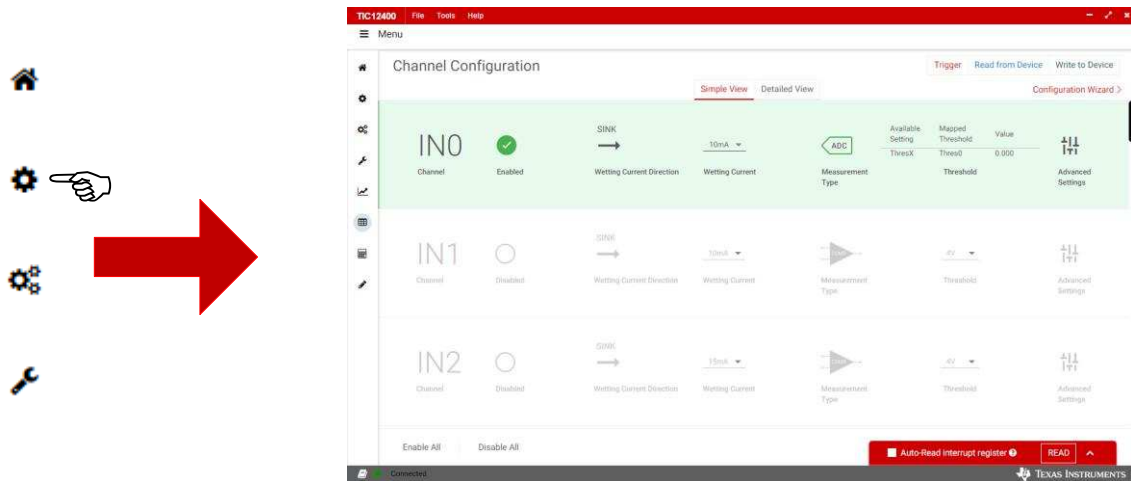 TIC12400 File Tools Help
Menu
Channel Configuration
Trigger Read from Device Write to Device
Simple View Detailed View
Configuration Wizard >
IN0
Channel
Enabled
SINK
Wetting Current Direction
10mA
Wetting Current
ADC
Measurement
Type
Available
Setting
Mapped
Threshold
Value
ThresX Thres0 0.000
Threshold
Advanced
Settings
IN1
Channel
Disabled
SINK
Wetting Current Direction
10mA
Wetting Current
Measurement
Type
4V
Threshold
Advanced
Settings
IN2
Channel
Disabled
SINK
Wetting Current Direction
15mA
Wetting Current
Measurement
Type
4V
Threshold
Advanced
Settings
Enable All Disable All
Auto-Read interrupt register READ
Connected
TEXAS INSTRUMENTS